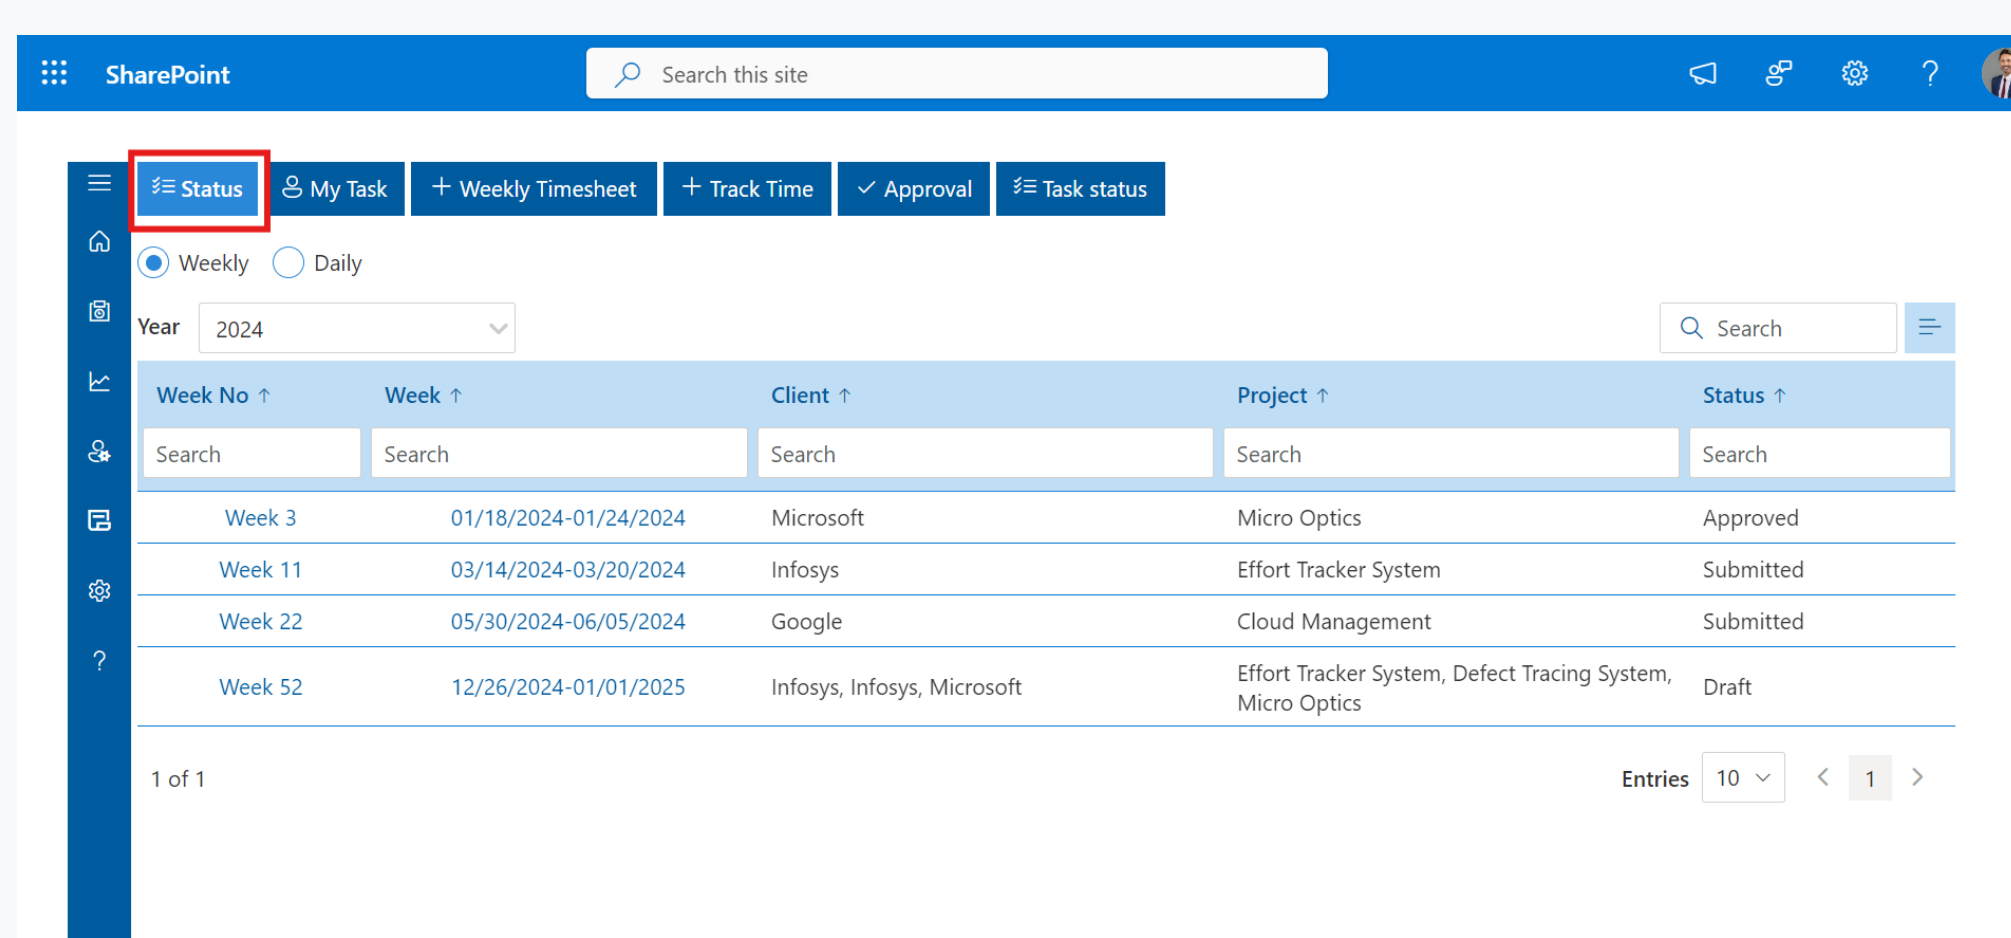 SharePoint
Search this site
Status
My Task
+ Weekly Timesheet
+ Track Time
Approval
Task status
Weekly
Daily
Year
2024
Search
Week No ↑
Week ↑
Client ↑
Project ↑
Status ↑
Search
Search
Search
Search
Search
Week 3
01/18/2024-01/24/2024
Microsoft
Micro Optics
Approved
Week 11
03/14/2024-03/20/2024
Infosys
Effort Tracker System
Submitted
Week 22
05/30/2024-06/05/2024
Google
Cloud Management
Submitted
Week 52
12/26/2024-01/01/2025
Infosys, Infosys, Microsoft
Effort Tracker System, Defect Tracing System,
Micro Optics
Draft
1 of 1
Entries
10
1